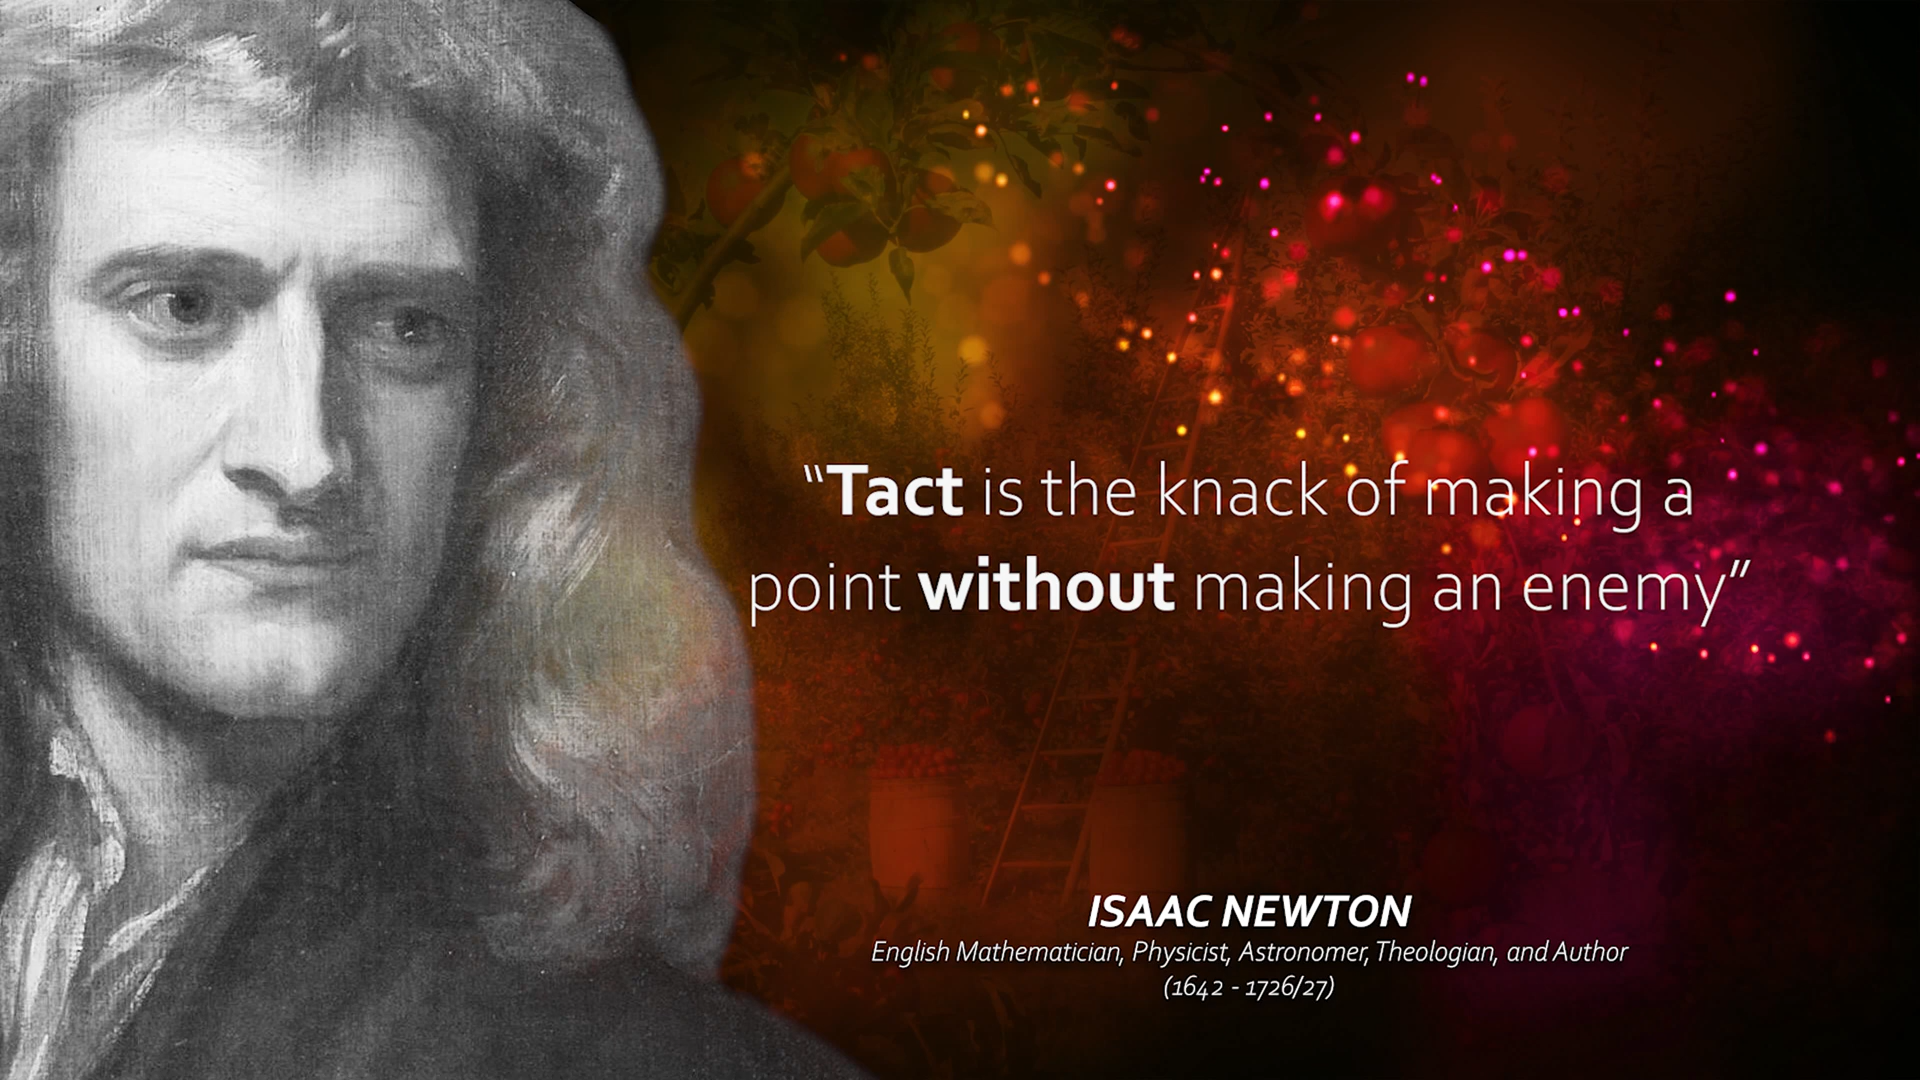 “Tact is the knack of making a
point without making an enemy”
ISAAC NEWTON
English Mathematician, Physicist, Astronomer, Theologian, and Author
(1642 - 1726/27)